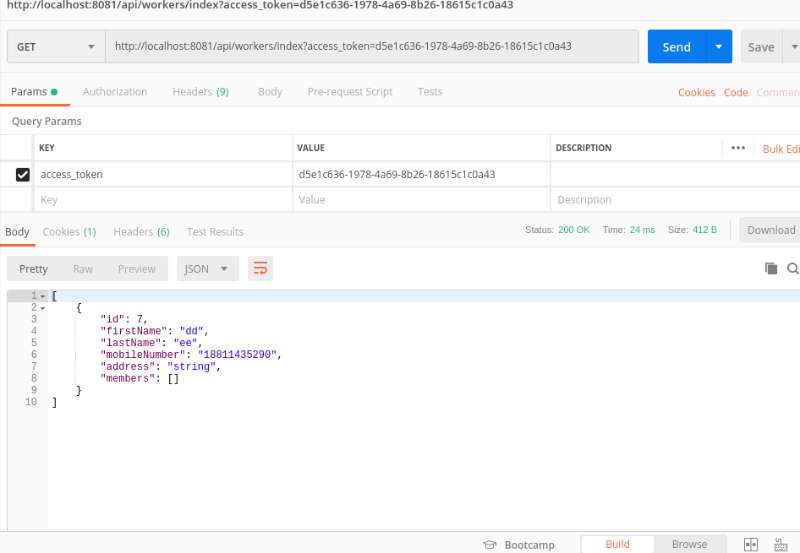 http://localhost:8081/api/workers/index?access_token=d5e1c636-1978-4a69-8b26-18615c1c0a43
GET http://localhost:8081/api/workers/index?access_token=d5e1c636-1978-4a69-8b26-18615c1c0a43 Send Save
Params Authorization Headers (9) Body Pre-request Script Tests Cookies Code Commen
Query Params
KEY VALUE DESCRIPTION ••• Bulk Edi
access_token d5e1c636-1978-4a69-8b26-18615c1c0a43
Key Value Description
Body Cookies (1) Headers (6) Test Results Status: 200 OK Time: 24 ms Size: 412 B Download
Pretty Raw Preview JSON
1 [
2 {
3 "id": 7,
4 "firstName": "dd",
5 "lastName": "ee",
6 "mobileNumber": "18811435290",
7 "address": "string",
8 "members": []
9 }
10 ]
Bootcamp Build Browse